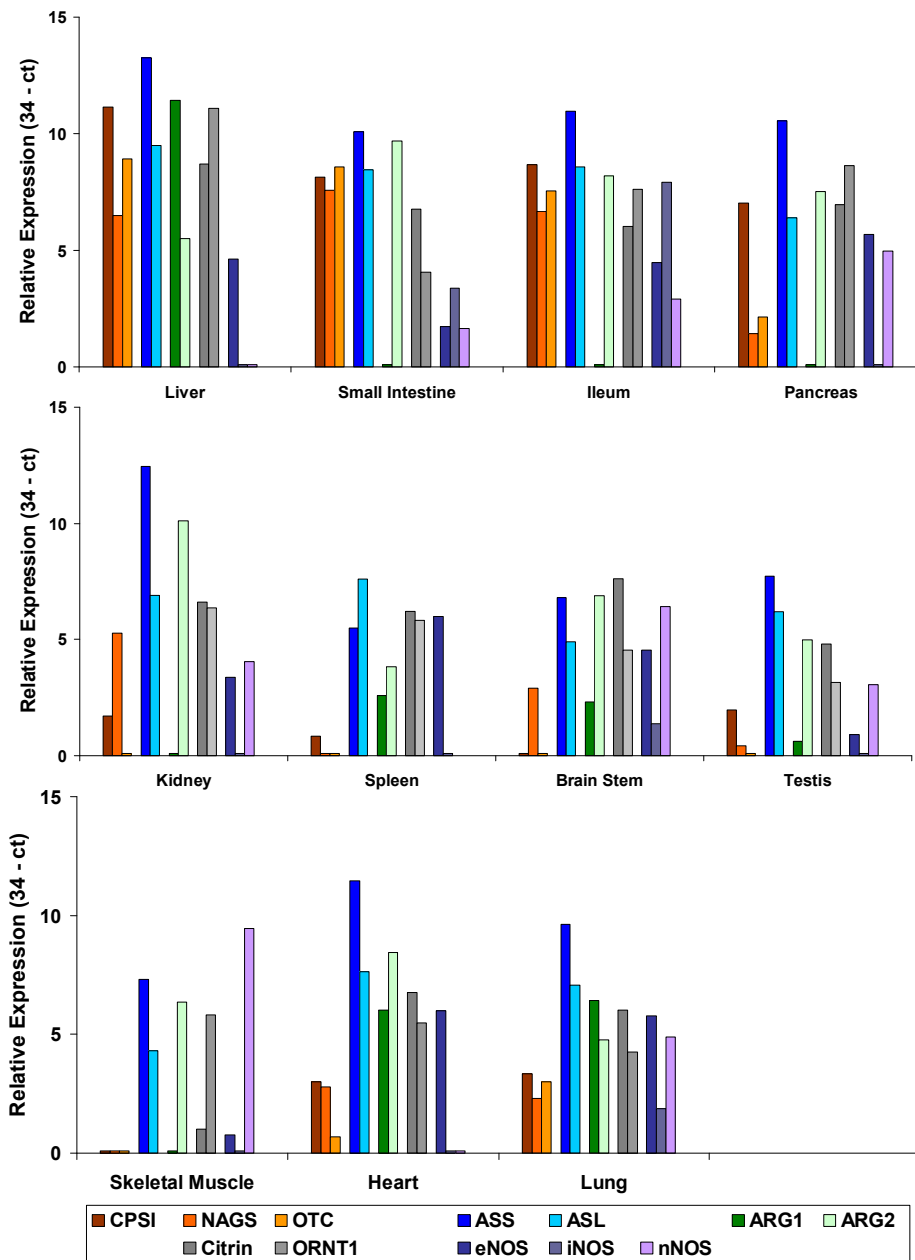 15
10
5
0
Relative Expression (34 - ct)
Liver Small Intestine Ileum Pancreas
15
10
5
0
Relative Expression (34 - ct)
Kidney Spleen Brain Stem Testis
15
10
5
0
Relative Expression (34 - ct)
Skeletal Muscle Heart Lung
CPSI NAGS OTC ASS ASL ARG1 ARG2
Citrin ORNT1 eNOS iNOS nNOS